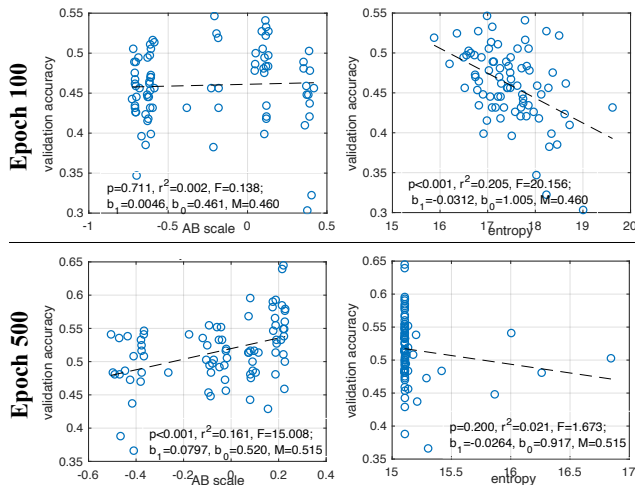 Epoch 100
validation accuracy
0.55
0.5
0.45
0.4
0.35
0.3
p=0.711, r²=0.002, F=0.138;
b₁=0.0046, b₀=0.461, M=0.460
-1 -0.5 0 0.5
AB scale
validation accuracy
0.55
0.5
0.45
0.4
0.35
0.3
p<0.001, r²=0.205, F=20.156;
b₁=-0.0312, b₀=1.005, M=0.460
15 16 17 18 19 20
entropy
Epoch 500
validation accuracy
0.65
0.6
0.55
0.5
0.45
0.4
0.35
p<0.001, r²=0.161, F=15.008;
b₁=0.0797, b₀=0.520, M=0.515
-0.6 -0.4 -0.2 0 0.2 0.4
AB scale
validation accuracy
0.65
0.6
0.55
0.5
0.45
0.4
0.35
p=0.200, r²=0.021, F=1.673;
b₁=-0.0264, b₀=0.917, M=0.515
15 15.5 16 16.5 17
entropy